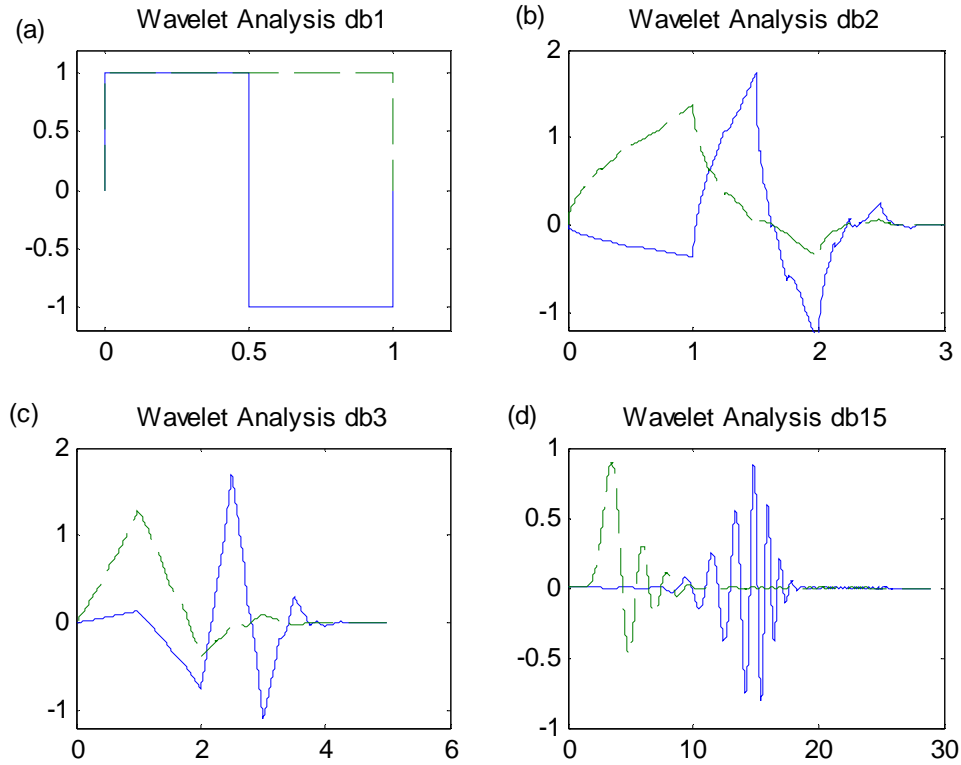 (a)
Wavelet Analysis db1
1
0.5
0
-0.5
-1
0 0.5 1
(b)
Wavelet Analysis db2
2
1
0
-1
0 1 2 3
(c)
Wavelet Analysis db3
2
1
0
-1
0 2 4 6
(d)
Wavelet Analysis db15
1
0.5
0
-0.5
-1
0 10 20 30